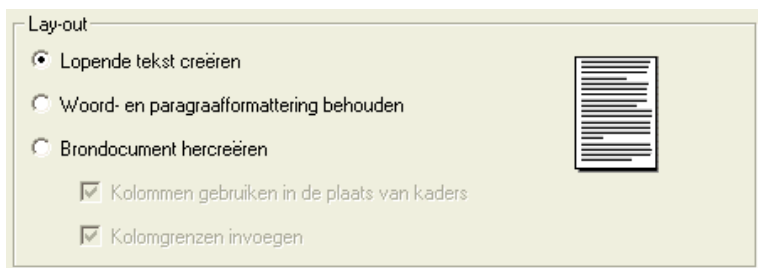 Lay-out
Lopende tekst creëren
Woord- en paragraafformattering behouden
Brondocument hercreëren
Kolommen gebruiken in de plaats van kaders
Kolomgrenzen invoegen